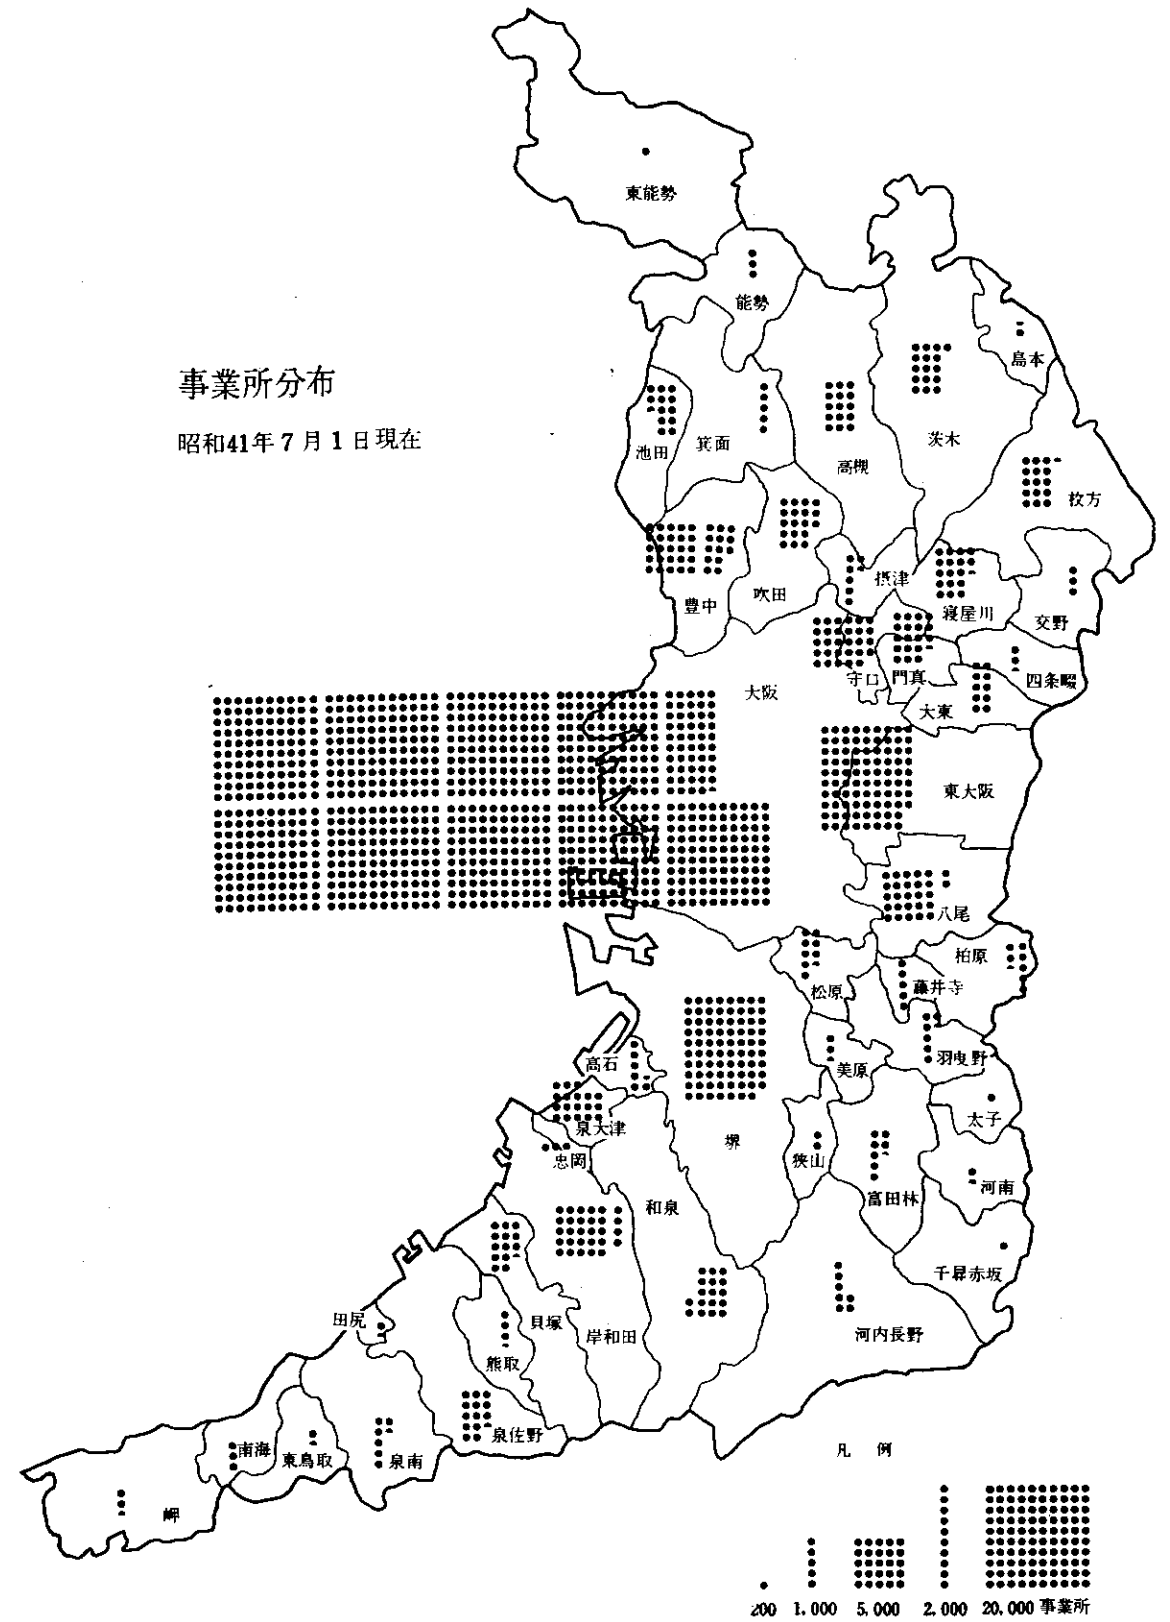 事業所分布
昭和41年7月1日現在
東能勢
能勢
島本
池田
箕面
高槻
茨木
枚方
豊中
吹田
摂津
寝屋川
交野
守口
門真
四条畷
大東
大阪
東大阪
八尾
柏原
松原
藤井寺
高石
美原
羽曳野
太子
泉大津
堺
狭山
忠岡
富田林
河南
和泉
千早赤坂
田尻
貝塚
岸和田
河内長野
熊取
泉佐野
南海
東鳥取
泉南
岬
凡例
200 1,000 5,000 2,000 20,000 事業所